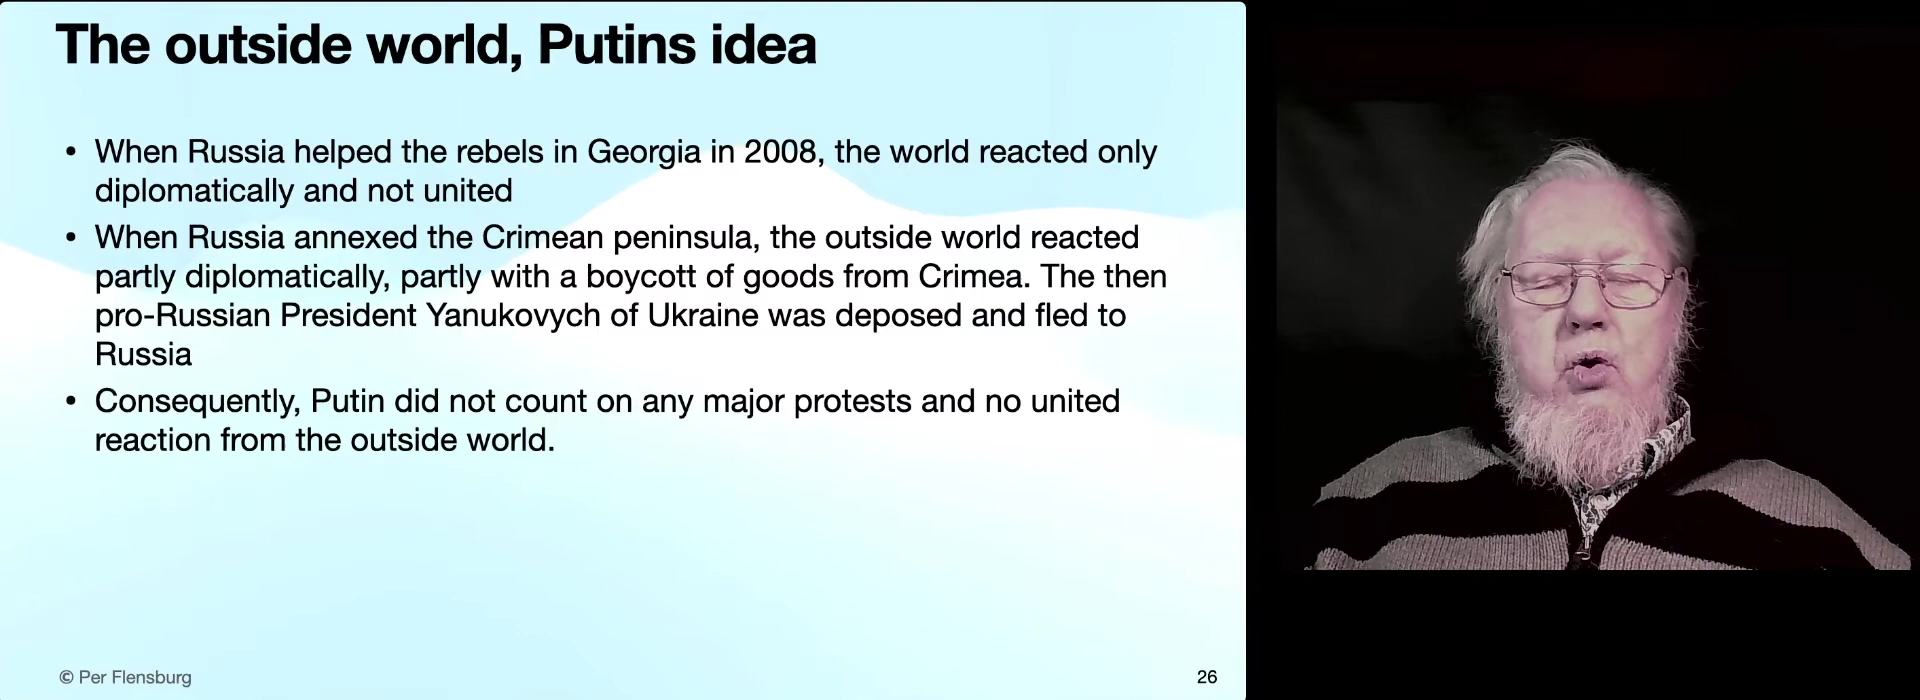 The outside world, Putins idea
• When Russia helped the rebels in Georgia in 2008, the world reacted only
diplomatically and not united
• When Russia annexed the Crimean peninsula, the outside world reacted
partly diplomatically, partly with a boycott of goods from Crimea. The then
pro-Russian President Yanukovych of Ukraine was deposed and fled to
Russia
• Consequently, Putin did not count on any major protests and no united
reaction from the outside world.
© Per Flensburg
26